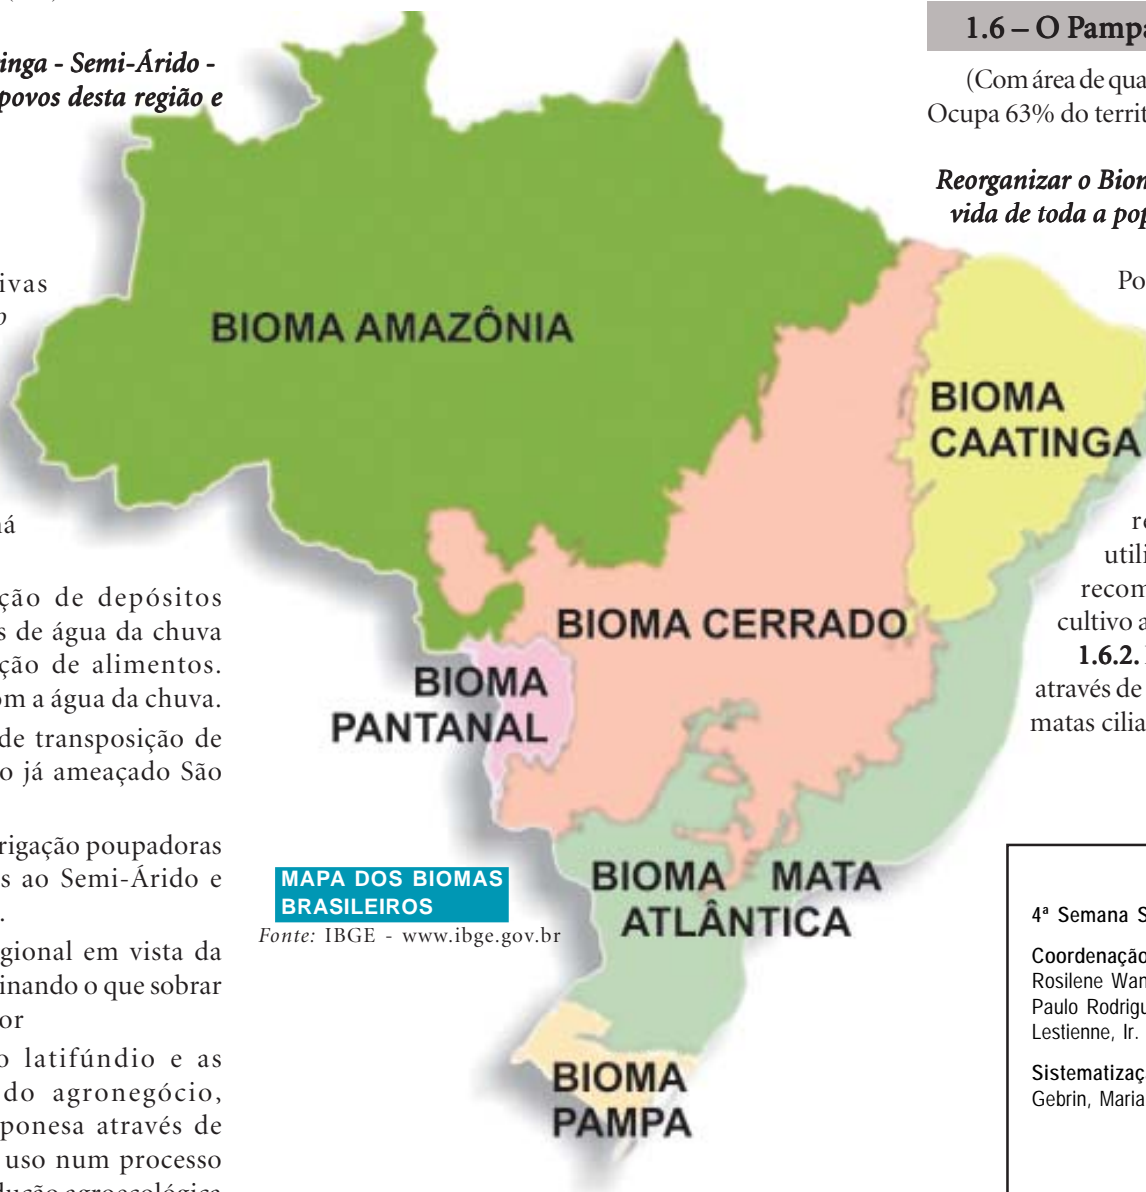 inga - Semi-Árido -
povos desta região e
ivas
ção de depósitos
s de água da chuva
ção de alimentos.
om a água da chuva.
de transposição de
o já ameaçado São
rigação poupadoras
s ao Semi-Árido e
.
gional em vista da
inando o que sobrar
or
o latifúndio e as
do agronegócio,
ponesa através de
uso num processo
BIOMA AMAZÔNIA
BIOMA
CAATINGA
BIOMA CERRADO
BIOMA
PANTANAL
BIOMA MATA
ATLÂNTICA
BIOMA
PAMPA
MAPA DOS BIOMAS
BRASILEIROS
Fonte: IBGE - www.ibge.gov.br
1.6 – O Pampa
(Com área de qua
Ocupa 63% do territ
Reorganizar o Bion
vida de toda a pop
Po
re
utili
recom
cultivo a
1.6.2.
através de
matas cilia
4ª Semana S
Coordenação
Rosilene Wan
Paulo Rodrigu
Lestienne, Ir.
Sistematizaç
Gebrin, Maria